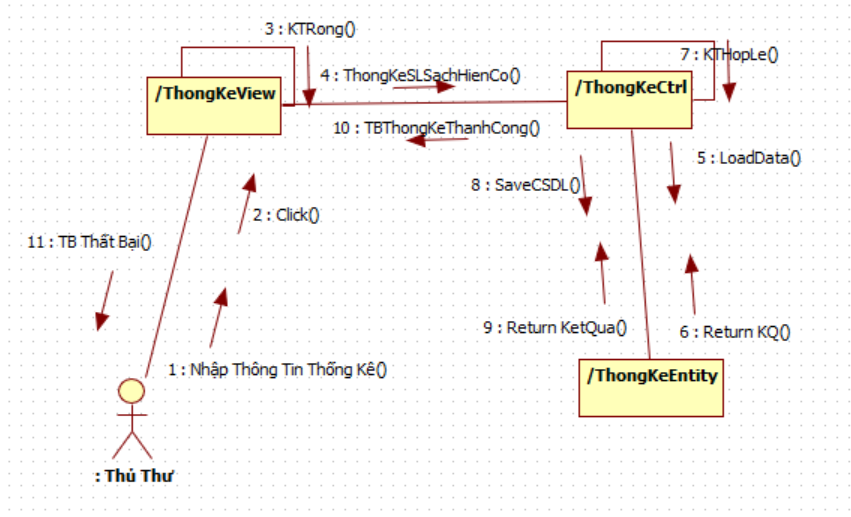 3 : KTRong()
7 : KTHopLe()
4 : ThongKeSLSachHienCo()
/ThongKeView
/ThongKeCtrl
10 : TBThongKeThanhCong()
5 : LoadData()
8 : SaveCSDL()
2 : Click()
11 : TB Thất Bại()
9 : Return KetQua()
6 : Return KQ()
1 : Nhập Thông Tin Thống Kê()
/ThongKeEntity
: Thủ Thư